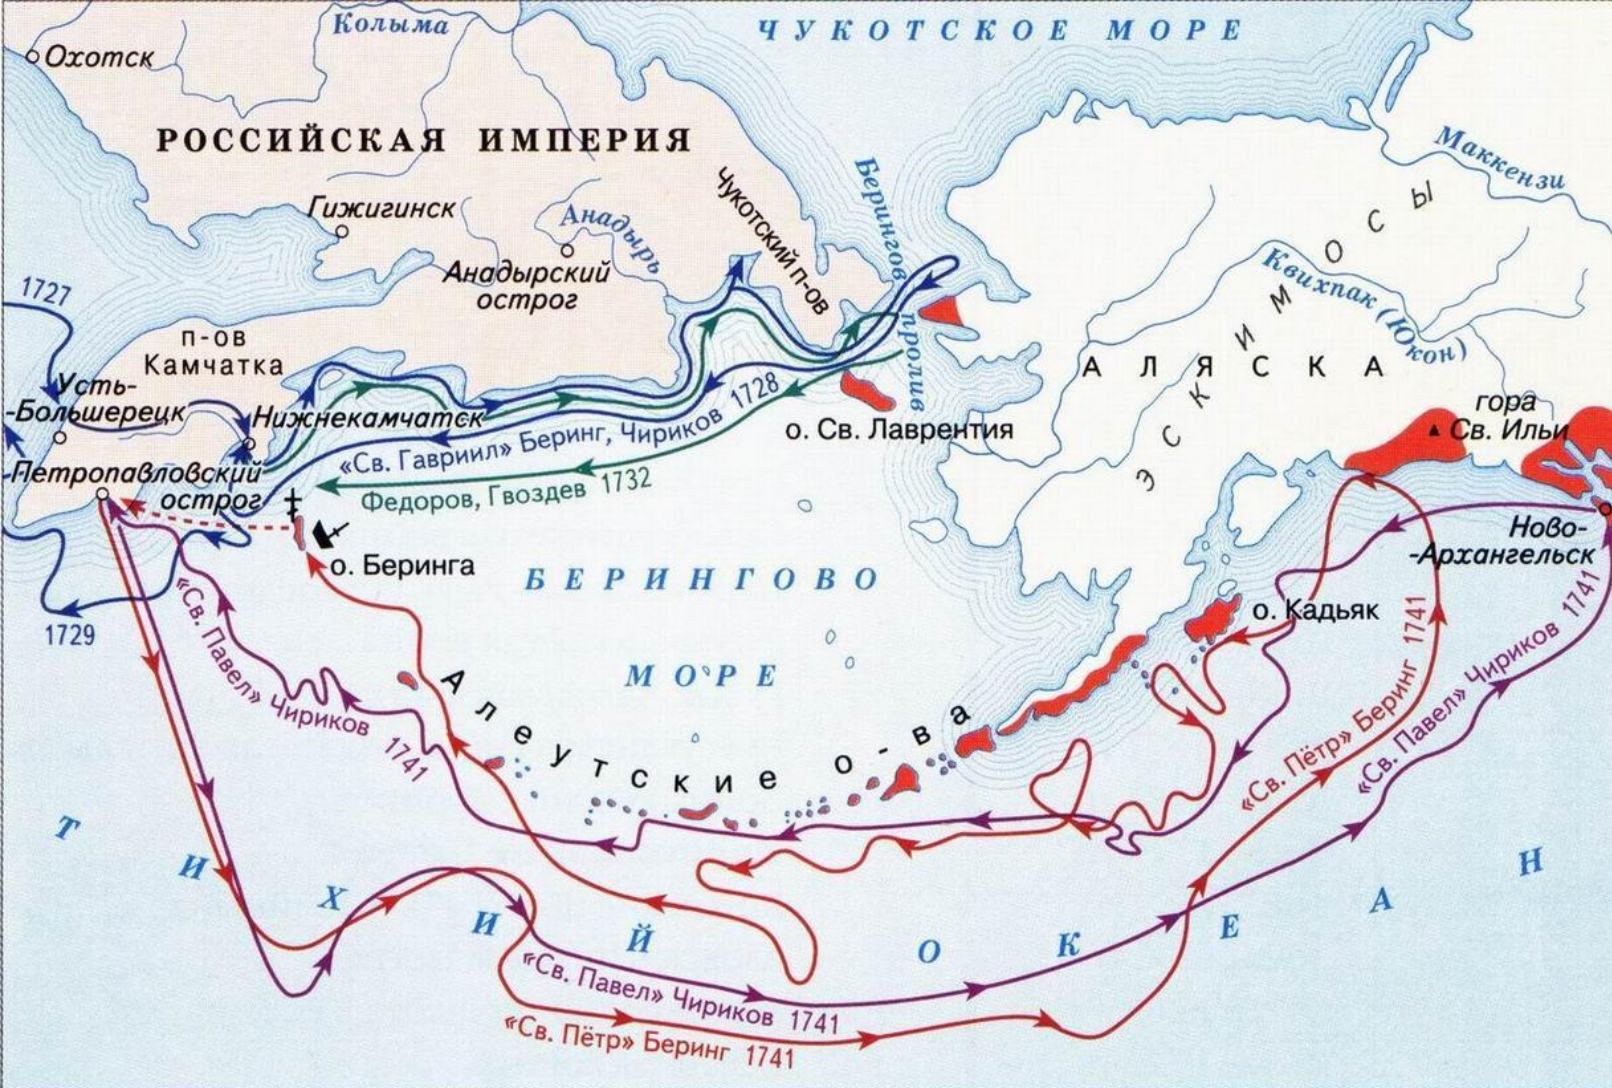 Колыма
ЧУКОТСКОЕ МОРЕ
Охотск
РОССИЙСКАЯ ИМПЕРИЯ
Маккензи
Берингов
пролив
Чукотский п-ов
Гижигинск
Анадырь
Анадырский
острог
ЭСКИМОСЫ
Квихпак (Юкон)
1727
п-ов
Камчатка
АЛЯСКА
Усть-
-Большерецк
Нижнекамчатск
«Св. Гавриил» Беринг, Чириков 1728
о. Св. Лаврентия
гора
Св. Ильи
Петропавловский
острог
Федоров, Гвоздев 1732
Ново-
-Архангельск
о. Беринга
БЕРИНГОВО
МОРЕ
1729
о. Кадьяк
«Св. Павел» Чириков 1741
Алеутские о-ва
«Св. Пётр» Беринг 1741
«Св. Павел» Чириков 1741
ТИХИЙ ОКЕАН
«Св. Павел» Чириков 1741
«Св. Пётр» Беринг 1741